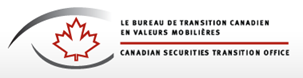 LE BUREAU DE TRANSITION CANADIEN
EN VALEURS MOBILIÈRES
CANADIAN SECURITIES TRANSITION OFFICE